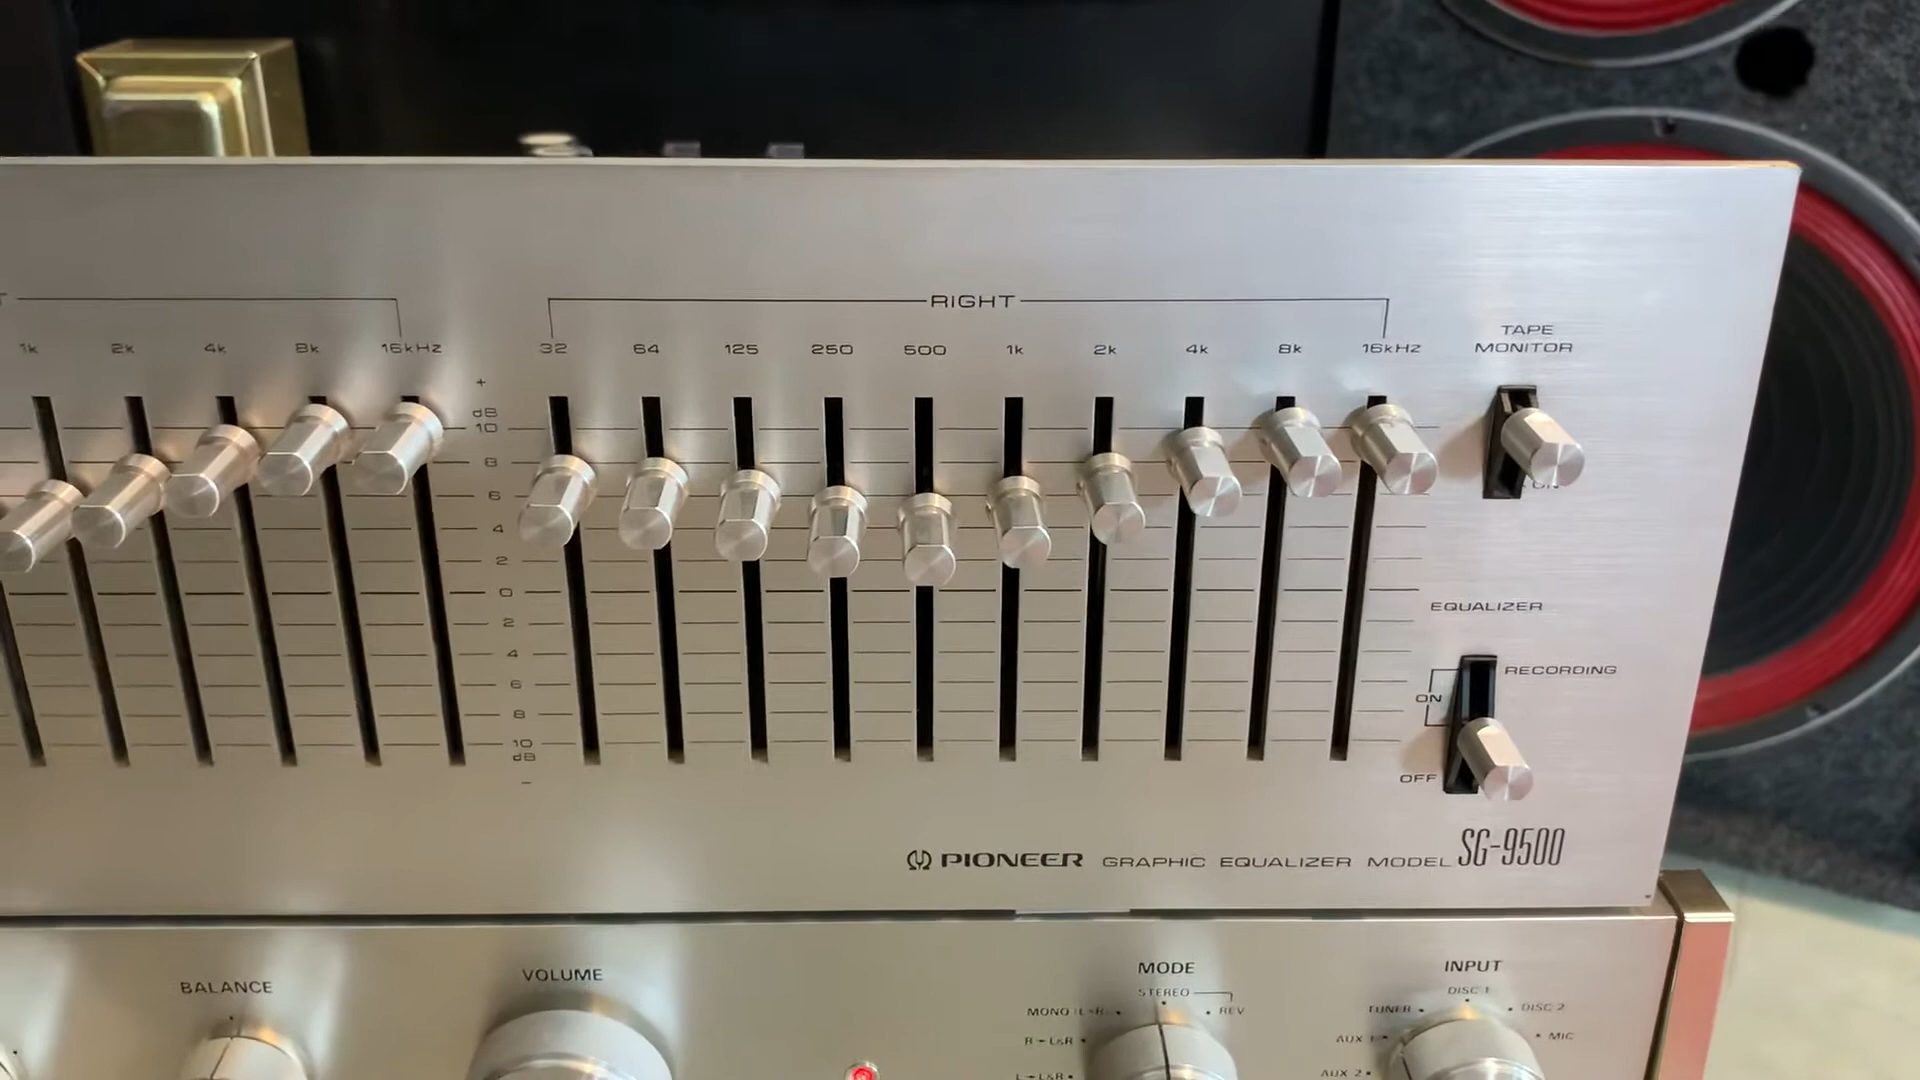 RIGHT
1k 2k 4k 8k 16kHz
32 64 125 250 500 1k 2k 4k 8k 16kHz
TAPE
MONITOR
+
dB
10
8
6
ON
4
2
0
EQUALIZER
2
4
6
8
10
dB
−
RECORDING
ON
OFF
PIONEER GRAPHIC EQUALIZER MODEL SG-9500
BALANCE
VOLUME
MODE
STEREO
MONO (L+R)
REV
R→L&R
L→L&R
INPUT
DISC 1
TUNER
DISC 2
AUX 1
MIC
AUX 2